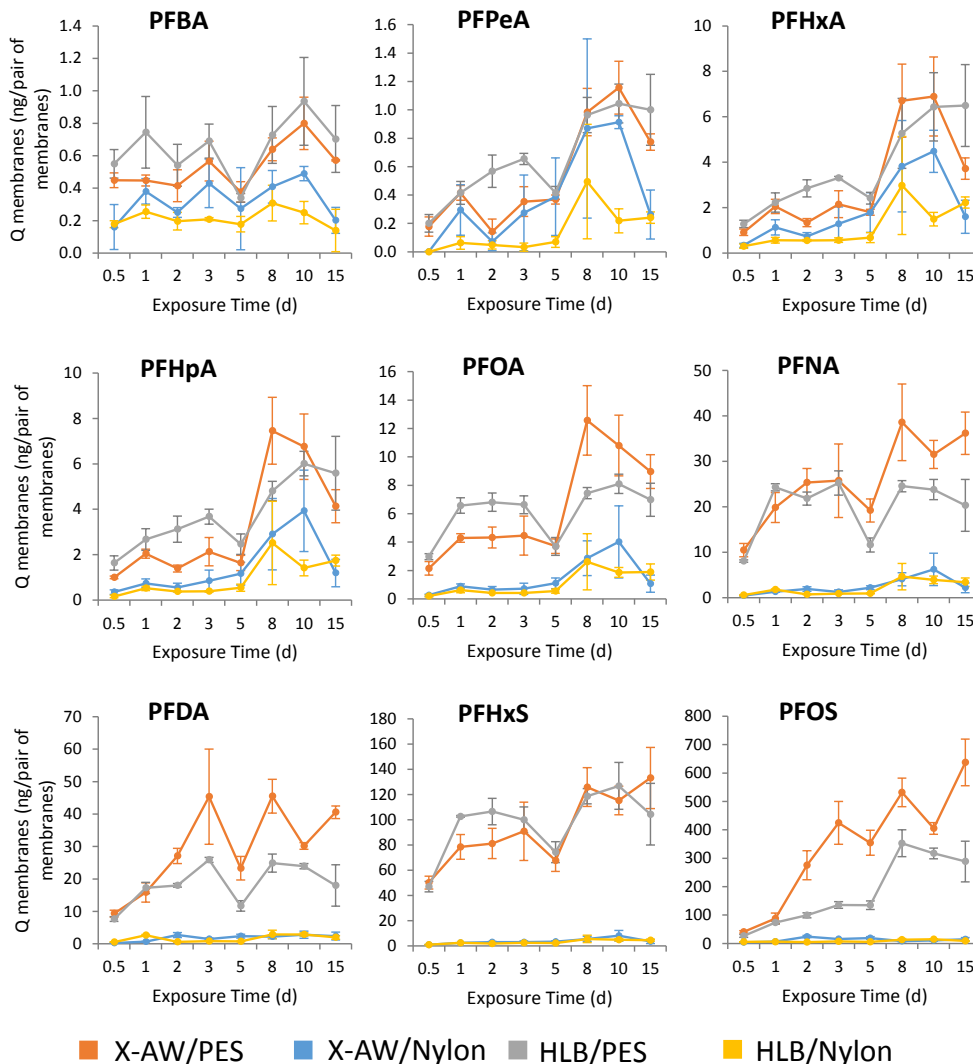 PFBA
PFPeA
PFHxA
Q membranes (ng/pair of
membranes)
1.4
1.2
1.0
0.8
0.6
0.4
0.2
0.0
0.5 1 2 3 5 8 10 15
Exposure Time (d)
1.6
1.4
1.2
1.0
0.8
0.6
0.4
0.2
0.0
0.5 1 2 3 5 8 10 15
Exposure Time (d)
10
8
6
4
2
0
0.5 1 2 3 5 8 10 15
Exposure Time (d)
PFHpA
PFOA
PFNA
Q membranes (ng/pair of
membranes)
10
8
6
4
2
0
0.5 1 2 3 5 8 10 15
Exposure Time (d)
16
14
12
10
8
6
4
2
0
0.5 1 2 3 5 8 10 15
Exposure Time (d)
50
40
30
20
10
0
0.5 1 2 3 5 8 10 15
Exposure Time (d)
PFDA
PFHxS
PFOS
Q membranes (ng/pair of
membranes)
70
60
50
40
30
20
10
0
0.5 1 2 3 5 8 10 15
Exposure Time (d)
180
160
140
120
100
80
60
40
20
0
0.5 1 2 3 5 8 10 15
Exposure Time (d)
800
700
600
500
400
300
200
100
0
0.5 1 2 3 5 8 10 15
Exposure Time (d)
X-AW/PES X-AW/Nylon HLB/PES HLB/Nylon